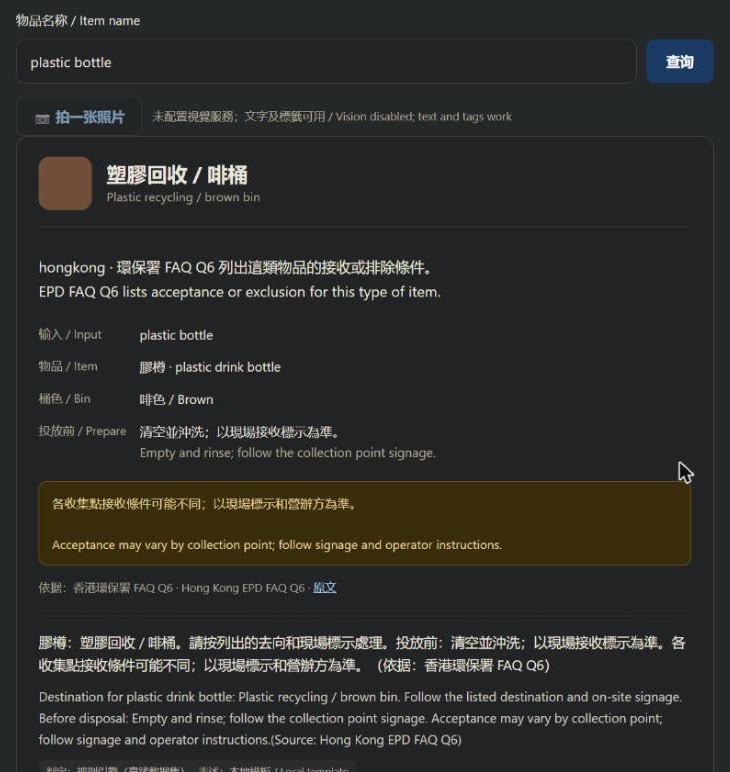 物品名称 / Item name
plastic bottle
查询
拍一张照片
未配置視覺服務；文字及標籤可用 / Vision disabled; text and tags work
塑膠回收 / 啡桶
Plastic recycling / brown bin
hongkong · 環保署 FAQ Q6 列出這類物品的接收或排除條件。
EPD FAQ Q6 lists acceptance or exclusion for this type of item.
输入 / Input plastic bottle
物品 / Item 膠樽 · plastic drink bottle
桶色 / Bin 啡色 / Brown
投放前 / Prepare 清空並沖洗；以現場接收標示為準。
Empty and rinse; follow the collection point signage.
各收集點接收條件可能不同；以現場標示和營辦方為準。
Acceptance may vary by collection point; follow signage and operator instructions.
依据：香港環保署 FAQ Q6 · Hong Kong EPD FAQ Q6 · 原文
膠樽：塑膠回收 / 啡桶。請按列出的去向和現場標示處理。投放前：清空並沖洗；以現場接收標示為準。各
收集點接收條件可能不同；以現場標示和營辦方為準。（依据：香港環保署 FAQ Q6）
Destination for plastic drink bottle: Plastic recycling / brown bin. Follow the listed destination and on-site signage.
Before disposal: Empty and rinse; follow the collection point signage. Acceptance may vary by collection point;
follow signage and operator instructions.(Source: Hong Kong EPD FAQ Q6)